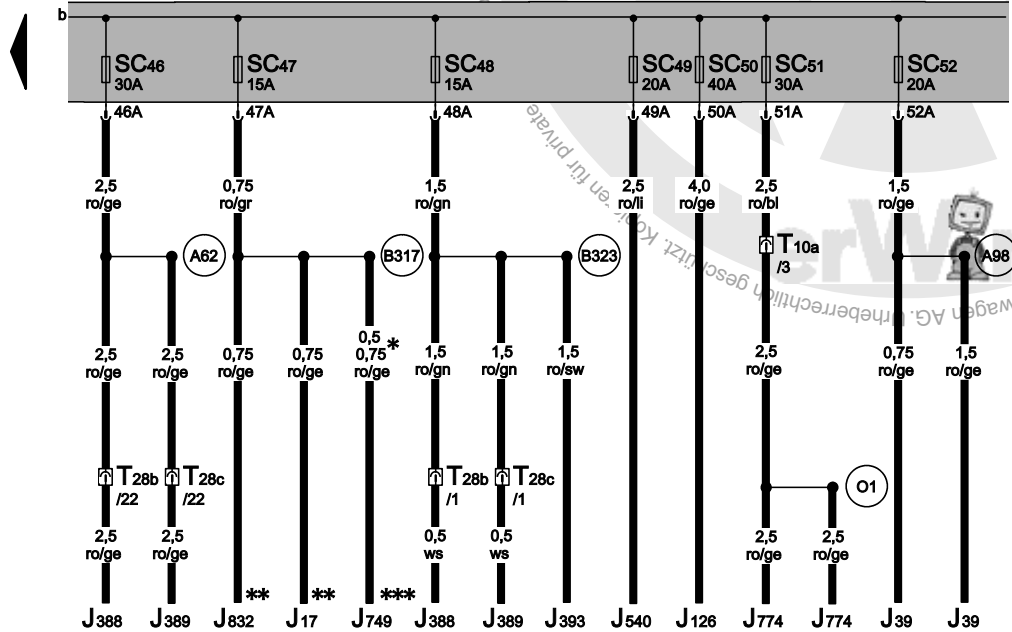 b
SC46 SC47 SC48 SC49 SC50 SC51 SC52
30A 15A 15A 20A 40A 30A 20A
46A 47A 48A 49A 50A 51A 52A
2,5 0,75 1,5 2,5 4,0 2,5 1,5
ro/ge ro/gr ro/gn ro/li ro/ge ro/bl ro/ge
T10a
/3
A62 B317 B323 A98
0,5
2,5 2,5 0,75 0,75 0,75 * 1,5 1,5 1,5 2,5 0,75 1,5
ro/ge ro/ge ro/ge ro/ge ro/ge ro/gn ro/gn ro/sw ro/ge ro/ge ro/ge
T28b T28c T28b T28c
/22 /22 /1 /1
O1
2,5 2,5 0,5 0,5 2,5 2,5
ro/ge ro/ge ws ws ro/ge ro/ge
** ** ***
J388 J389 J832 J17 J749 J388 J389 J393 J540 J126 J774 J774 J39 J39
für private
geschützt.
wagen AG. Urheberrechtlich
erW